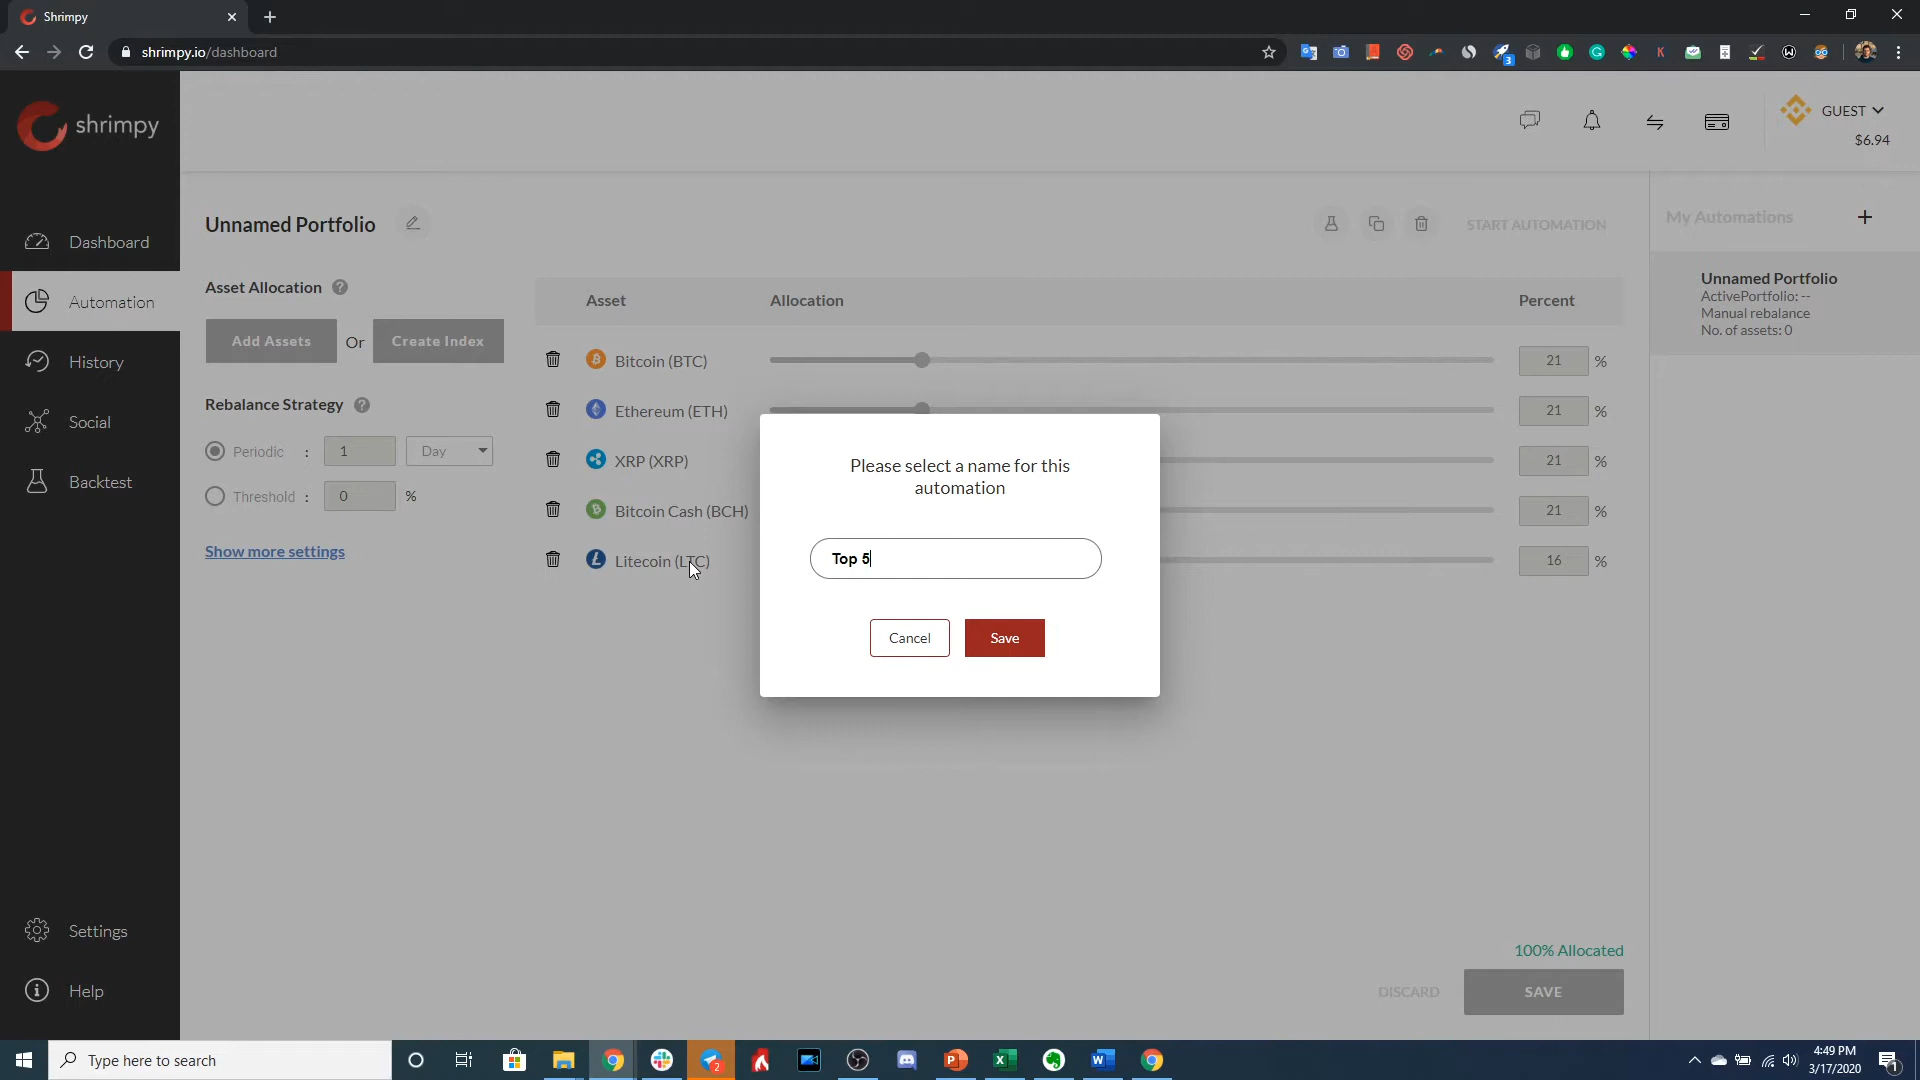 Shrimpy
shrimpy.io/dashboard
3
K
shrimpy
GUEST
$6.94
Dashboard
Automation
History
Social
Backtest
Settings
Help
Unnamed Portfolio
START AUTOMATION
Asset Allocation ?
Add Assets Or Create Index
Rebalance Strategy ?
Periodic : 1 Day
Threshold : 0 %
Show more settings
Asset Allocation Percent
Bitcoin (BTC) 21 %
Ethereum (ETH) 21 %
XRP (XRP) 21 %
Bitcoin Cash (BCH) 21 %
Litecoin (LTC) 16 %
Please select a name for this
automation
Top 5
Cancel Save
My Automations +
Unnamed Portfolio
ActivePortfolio: --
Manual rebalance
No. of assets: 0
100% Allocated
DISCARD SAVE
Type here to search
2
4:49 PM
3/17/2020
1